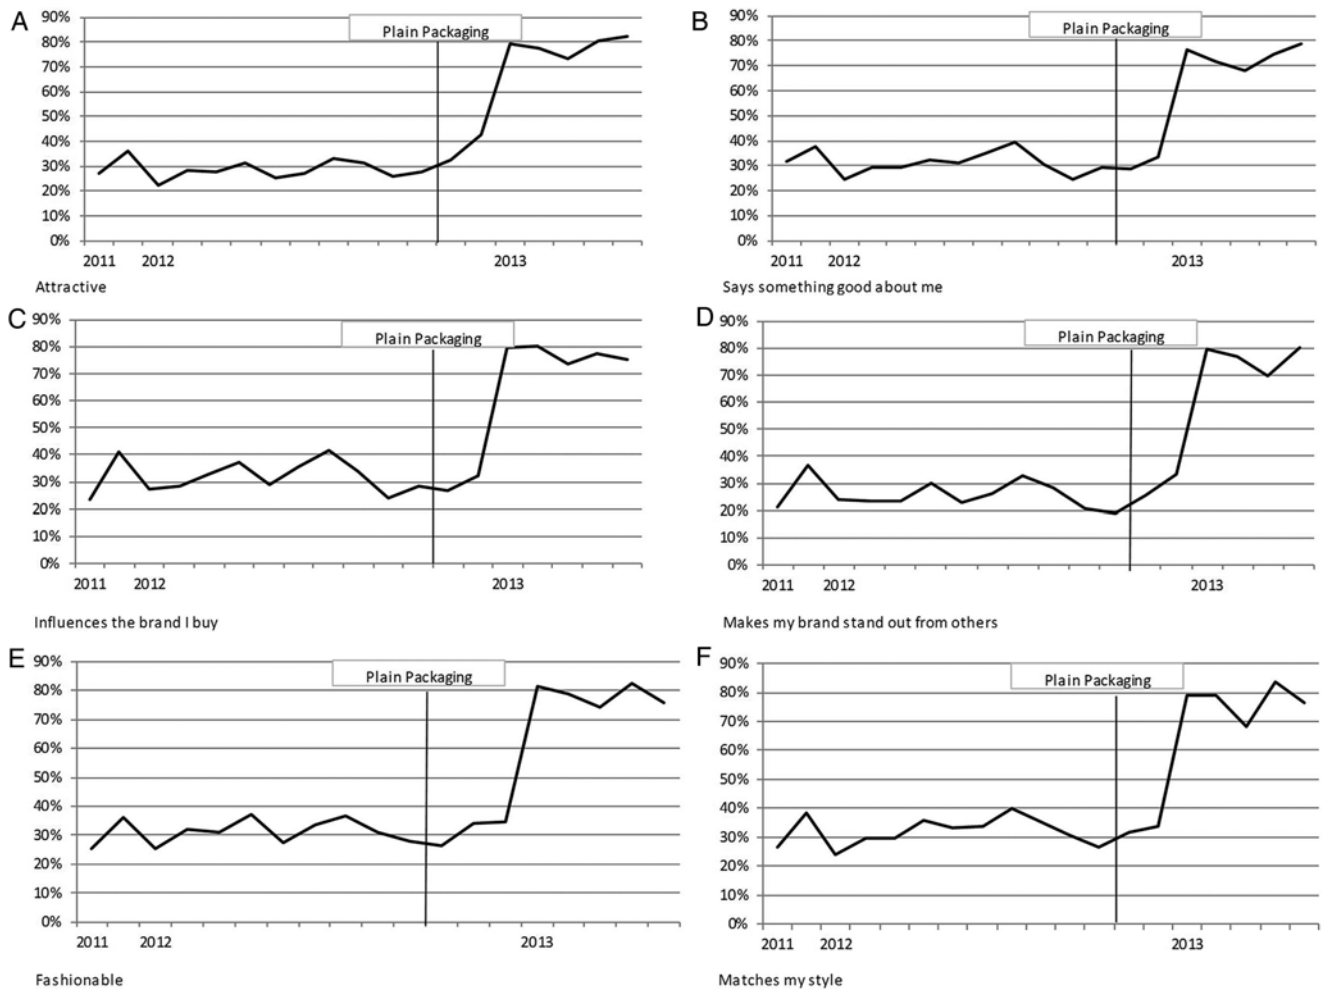 A
90%
80%
70%
60%
50%
40%
30%
20%
10%
0%
Plain Packaging
2011 2012 2013
Attractive
B
90%
80%
70%
60%
50%
40%
30%
20%
10%
0%
Plain Packaging
2011 2012 2013
Says something good about me
C
90%
80%
70%
60%
50%
40%
30%
20%
10%
0%
Plain Packaging
2011 2012 2013
Influences the brand I buy
D
90%
80%
70%
60%
50%
40%
30%
20%
10%
0%
Plain Packaging
2011 2012 2013
Makes my brand stand out from others
E
90%
80%
70%
60%
50%
40%
30%
20%
10%
0%
Plain Packaging
2011 2012 2013
Fashionable
F
90%
80%
70%
60%
50%
40%
30%
20%
10%
0%
Plain Packaging
2011 2012 2013
Matches my style